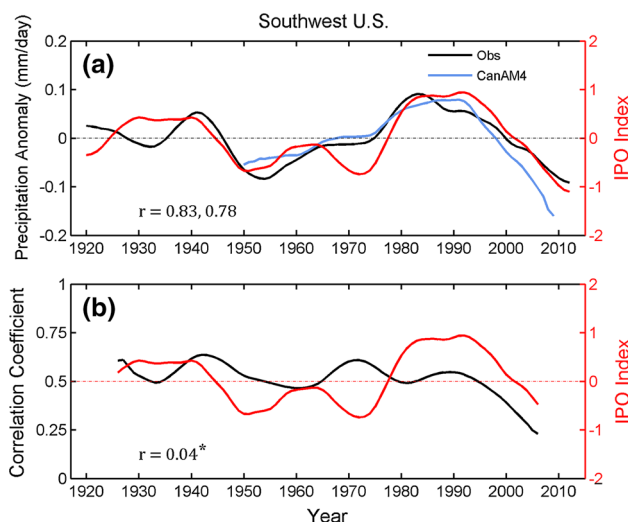 Southwest U.S.
Precipitation Anomaly (mm/day)
0.2
0.1
0
-0.1
-0.2
(a)
Obs
CanAM4
r = 0.83, 0.78
2
1
0
-1
-2
IPO Index
1920 1930 1940 1950 1960 1970 1980 1990 2000 2010
Correlation Coefficient
1
0.75
0.5
0.25
0
(b)
r = 0.04*
2
1
0
-1
-2
IPO Index
1920 1930 1940 1950 1960 1970 1980 1990 2000 2010
Year